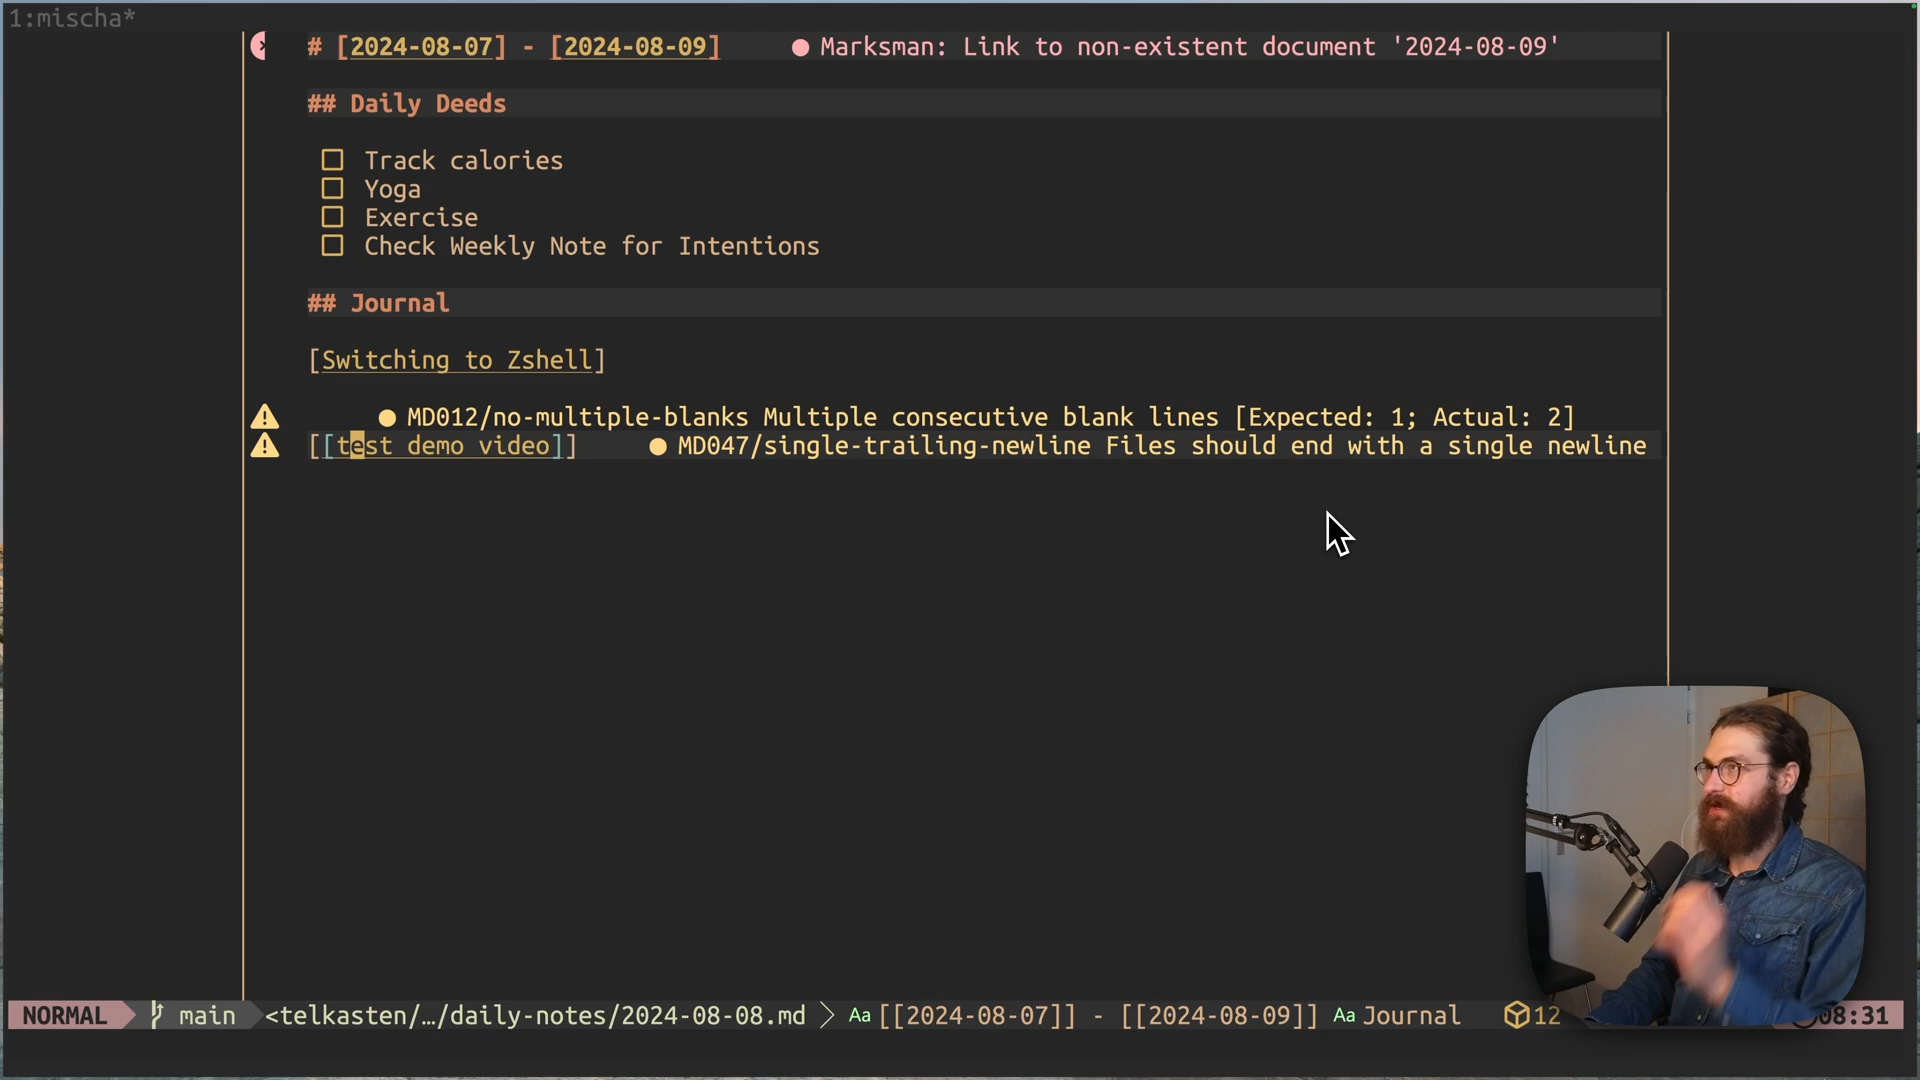 1:mischa*
# [2024-08-07] - [2024-08-09] ● Marksman: Link to non-existent document '2024-08-09'
## Daily Deeds
Track calories
Yoga
Exercise
Check Weekly Note for Intentions
## Journal
[Switching to Zshell]
● MD012/no-multiple-blanks Multiple consecutive blank lines [Expected: 1; Actual: 2]
[[test demo video]] ● MD047/single-trailing-newline Files should end with a single newline
NORMAL main <telkasten/…/daily-notes/2024-08-08.md > Aa [[2024-08-07]] - [[2024-08-09]] Aa Journal 12 08:31